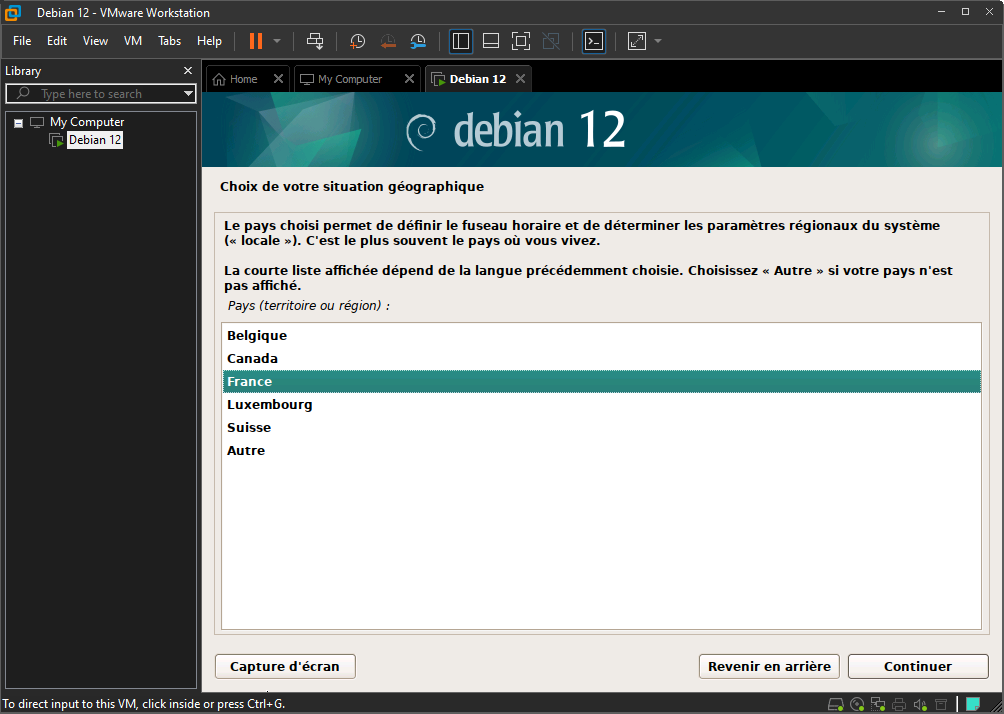 Debian 12 - VMware Workstation
File Edit View VM Tabs Help
Library
Type here to search
My Computer
Debian 12
Home
My Computer
Debian 12
debian 12
Choix de votre situation géographique
Le pays choisi permet de définir le fuseau horaire et de déterminer les paramètres régionaux du système
(« locale »). C'est le plus souvent le pays où vous vivez.
La courte liste affichée dépend de la langue précédemment choisie. Choisissez « Autre » si votre pays n'est
pas affiché.
Pays (territoire ou région) :
Belgique
Canada
France
Luxembourg
Suisse
Autre
Capture d'écran
Revenir en arrière
Continuer
To direct input to this VM, click inside or press Ctrl+G.